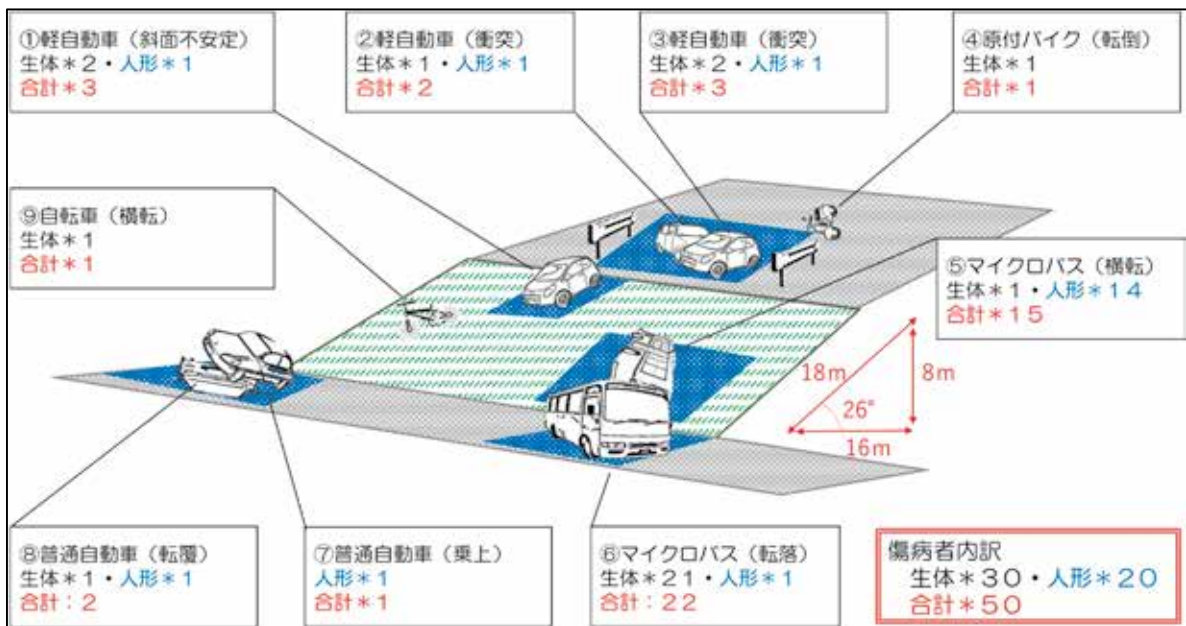 ①軽自動車（斜面不安定）
生体＊２・人形＊１
合計＊３
②軽自動車（衝突）
生体＊１・人形＊１
合計＊２
③軽自動車（衝突）
生体＊２・人形＊１
合計＊３
④原付バイク（転倒）
生体＊１
合計＊１
⑨自転車（横転）
生体＊１
合計＊１
⑤マイクロバス（横転）
生体＊１・人形＊１４
合計＊１５
18m
8m
26°
16m
⑧普通自動車（転覆）
生体＊１・人形＊１
合計：２
⑦普通自動車（乗上）
人形＊１
合計＊１
⑥マイクロバス（転落）
生体＊21・人形＊１
合計：22
傷病者内訳
生体＊３０・人形＊２０
合計＊５０